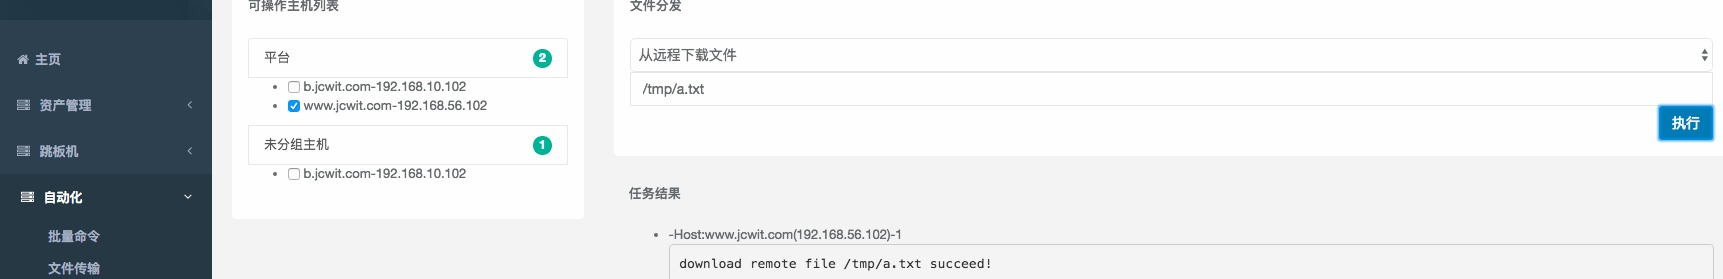 主页
资产管理
跳板机
自动化
批量命令
文件传输
可操作主机列表
平台 2
b.jcwit.com-192.168.10.102
www.jcwit.com-192.168.56.102
未分组主机 1
b.jcwit.com-192.168.10.102
文件分发
从远程下载文件
/tmp/a.txt
执行
任务结果
-Host:www.jcwit.com(192.168.56.102)-1
download remote file /tmp/a.txt succeed!